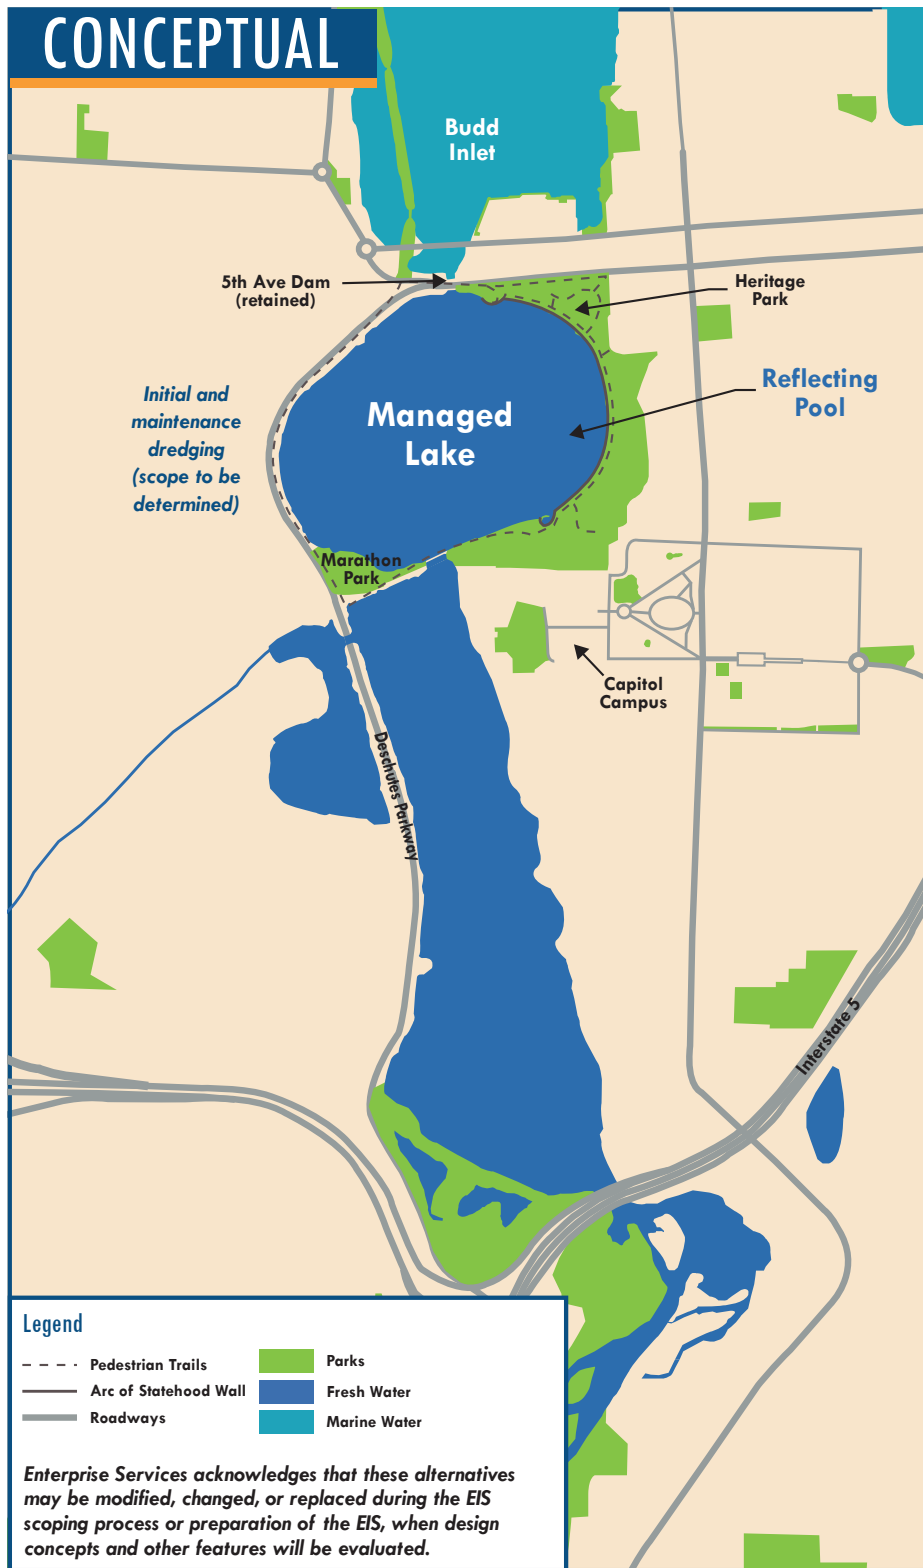 CONCEPTUAL
Budd
Inlet
5th Ave Dam
(retained)
Heritage
Park
Initial and
maintenance
dredging
(scope to be
determined)
Managed
Lake
Reflecting
Pool
Marathon
Park
Capitol
Campus
Deschutes Parkway
Interstate 5
Legend
Pedestrian Trails
Arc of Statehood Wall
Roadways
Parks
Fresh Water
Marine Water
Enterprise Services acknowledges that these alternatives
may be modified, changed, or replaced during the EIS
scoping process or preparation of the EIS, when design
concepts and other features will be evaluated.